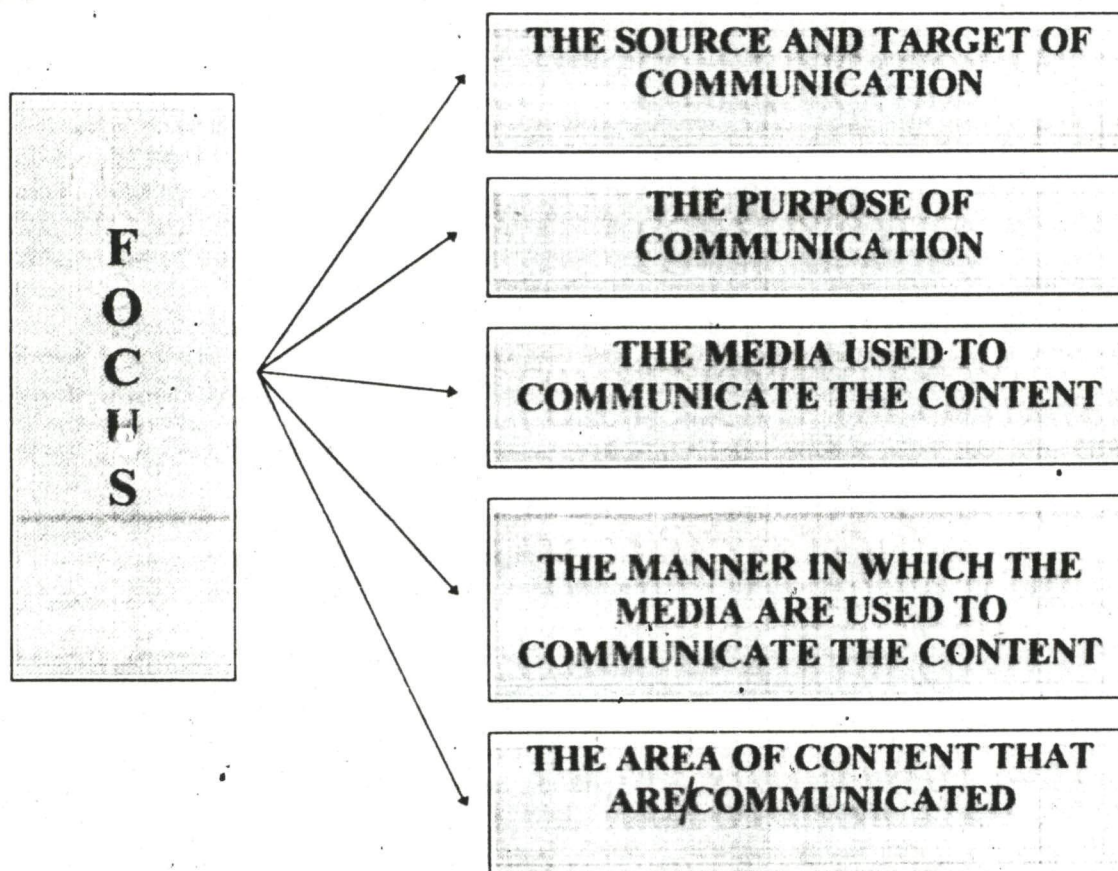 FOCUS
THE SOURCE AND TARGET OF
COMMUNICATION
THE PURPOSE OF
COMMUNICATION
THE MEDIA USED TO
COMMUNICATE THE CONTENT
THE MANNER IN WHICH THE
MEDIA ARE USED TO
COMMUNICATE THE CONTENT
THE AREA OF CONTENT THAT
ARE/COMMUNICATED